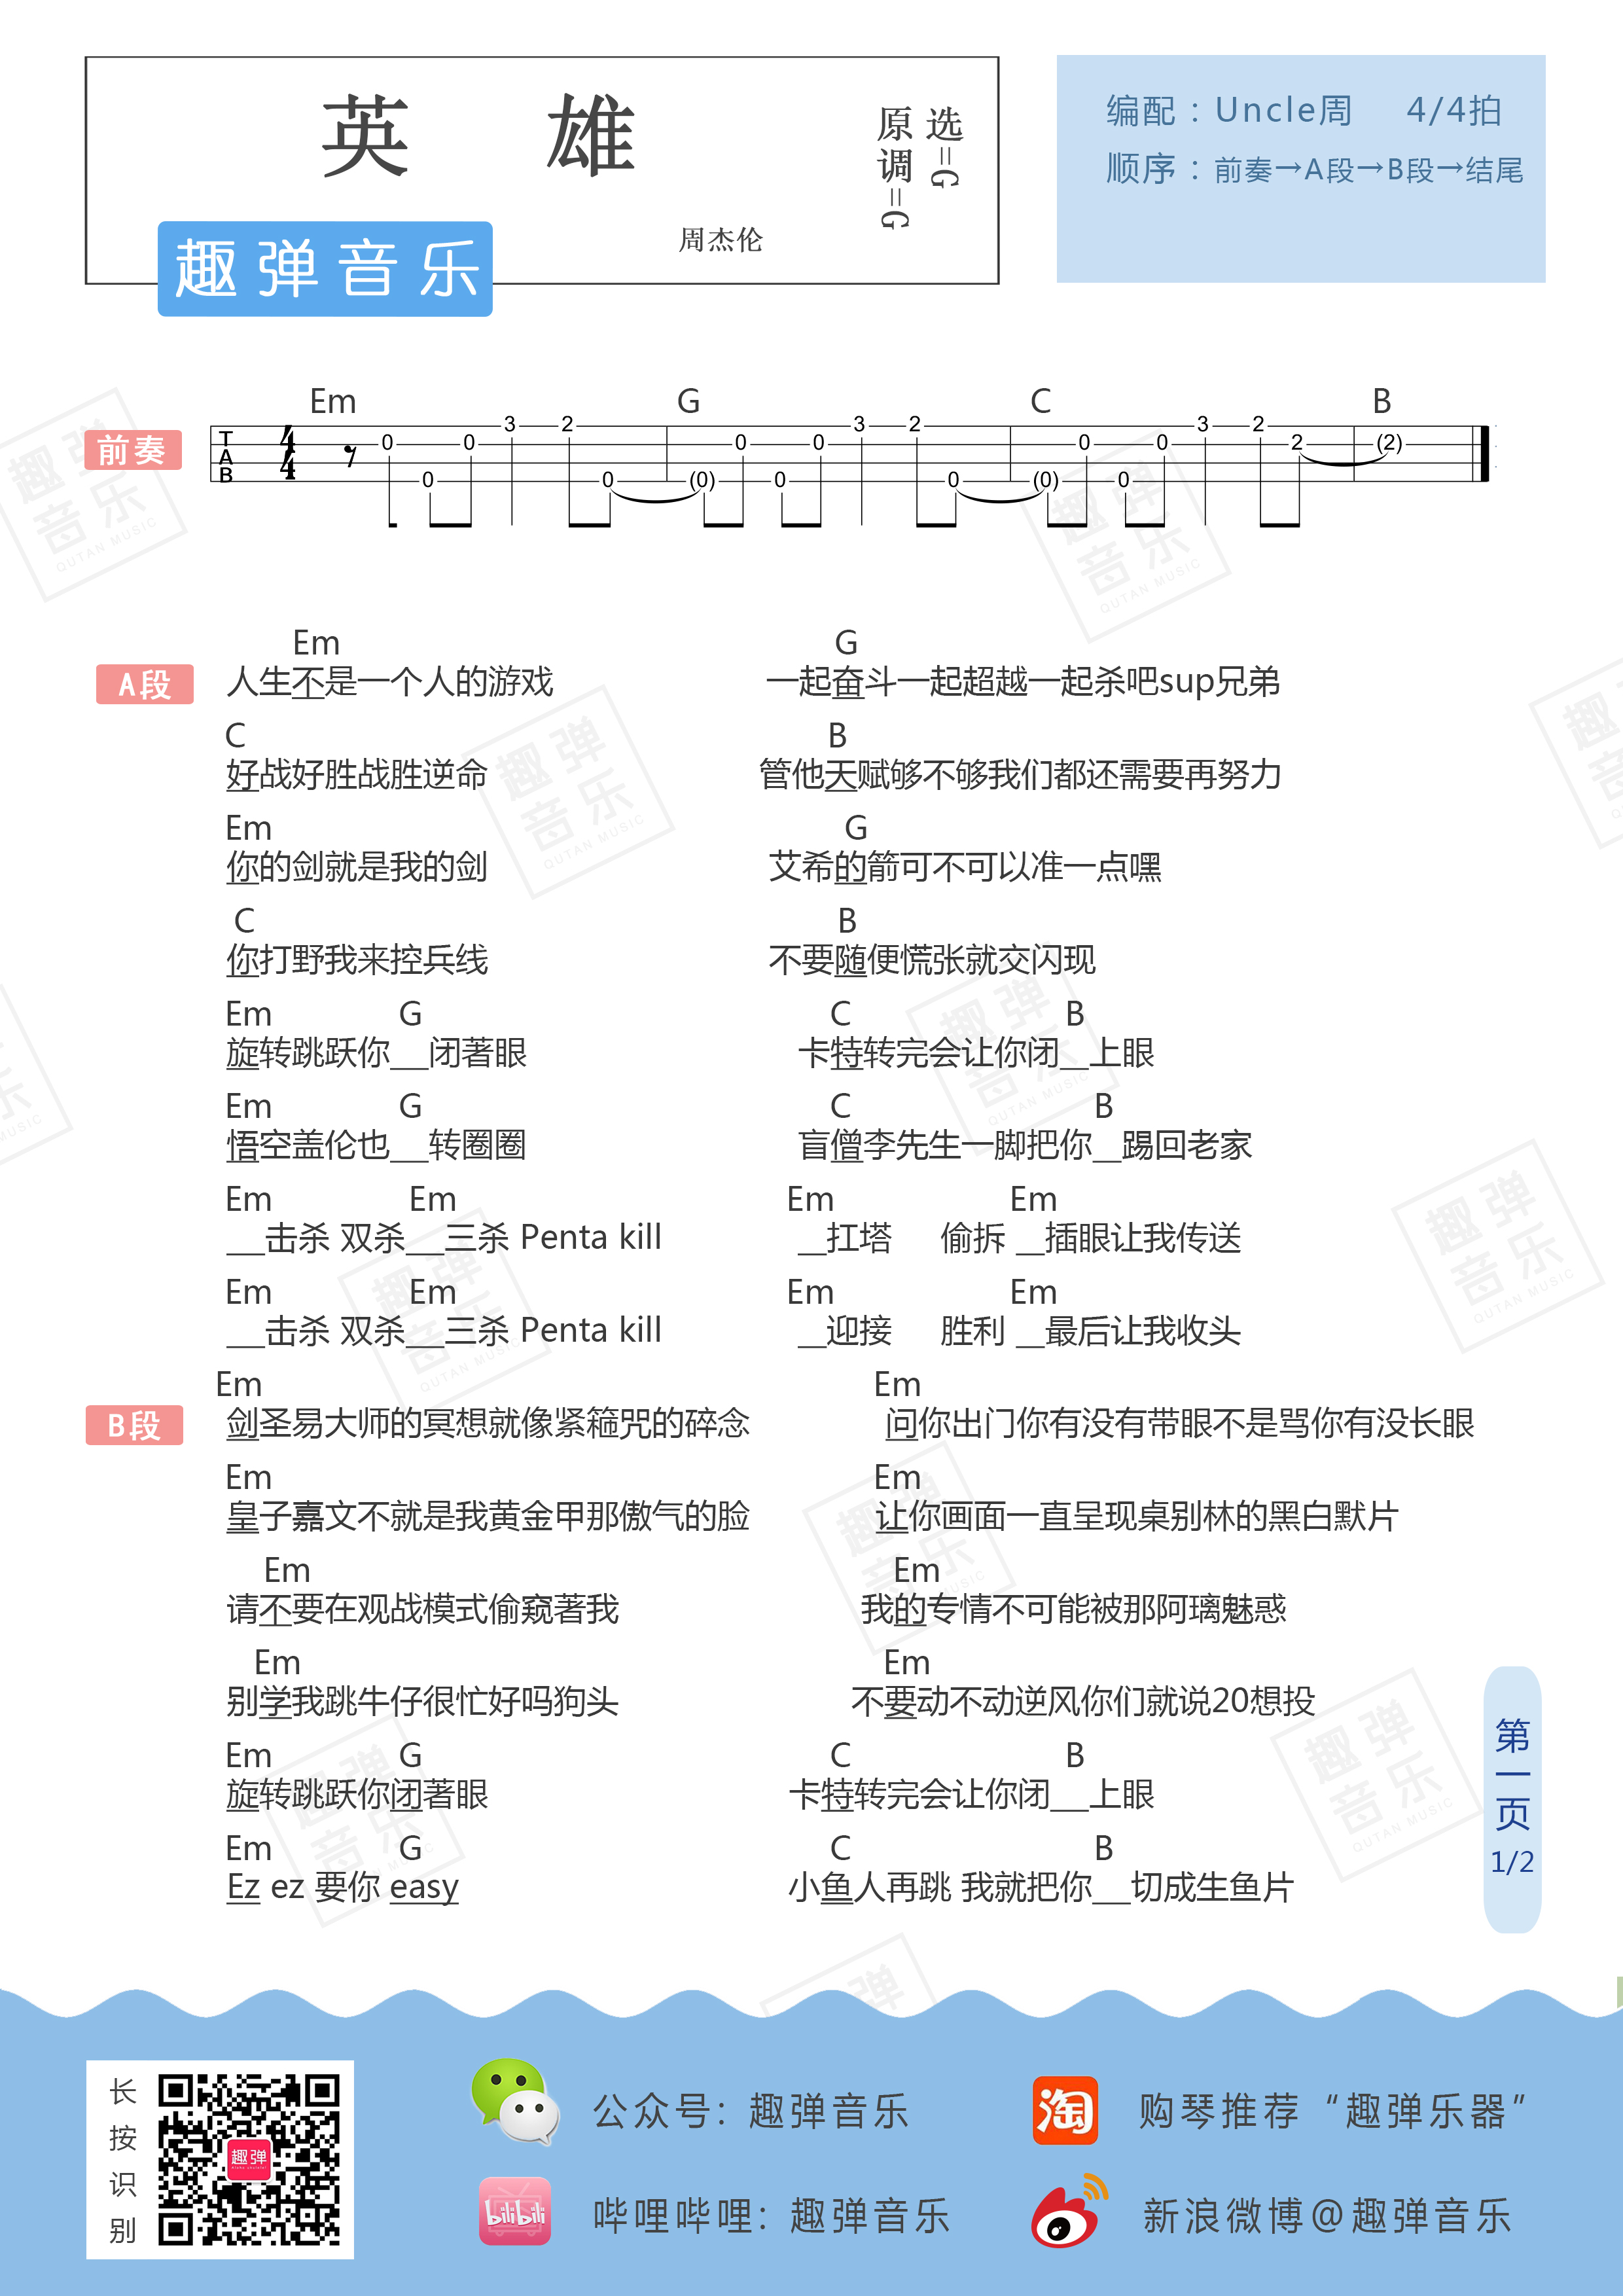 英 雄
原调=G
选=G
周杰伦
趣弹音乐
编配：Uncle周 4/4拍
顺序：前奏→A段→B段→结尾
前奏
Em G C B
TAB 4/4 0 0 0 3 2 0 (0) 0 0 0 3 2 0 (0) 0 0 0 3 2 2 (2)
A段
Em G
人生不是一个人的游戏 一起奋斗一起超越一起杀吧sup兄弟
C B
好战好胜战胜逆命 管他天赋够不够我们都还需要再努力
Em G
你的剑就是我的剑 艾希的箭可不可以准一点嘿
C B
你打野我来控兵线 不要随便慌张就交闪现
Em G C B
旋转跳跃你__闭著眼 卡特转完会让你闭__上眼
Em G C B
悟空盖伦也__转圈圈 盲僧李先生一脚把你__踢回老家
Em Em Em Em
__击杀 双杀__三杀 Penta kill __扛塔 偷拆 __插眼让我传送
Em Em Em Em
__击杀 双杀__三杀 Penta kill __迎接 胜利 __最后让我收头
B段
Em Em
剑圣易大师的冥想就像紧箍咒的碎念 问你出门你有没有带眼不是骂你有没长眼
Em Em
皇子嘉文不就是我黄金甲那傲气的脸 让你画面一直呈现桌别林的黑白默片
Em Em
请不要在观战模式偷窥著我 我的专情不可能被那阿璃魅惑
Em Em
别学我跳牛仔很忙好吗狗头 不要动不动逆风你们就说20想投
Em G C B
旋转跳跃你闭著眼 卡特转完会让你闭__上眼
Em G C B
Ez ez 要你 easy 小鱼人再跳 我就把你__切成生鱼片
第一页
1/2
长按识别
趣弹
公众号：趣弹音乐
淘
购琴推荐“趣弹乐器”
bilibili
哔哩哔哩：趣弹音乐
新浪微博@趣弹音乐
趣弹音乐
QUTAN MUSIC